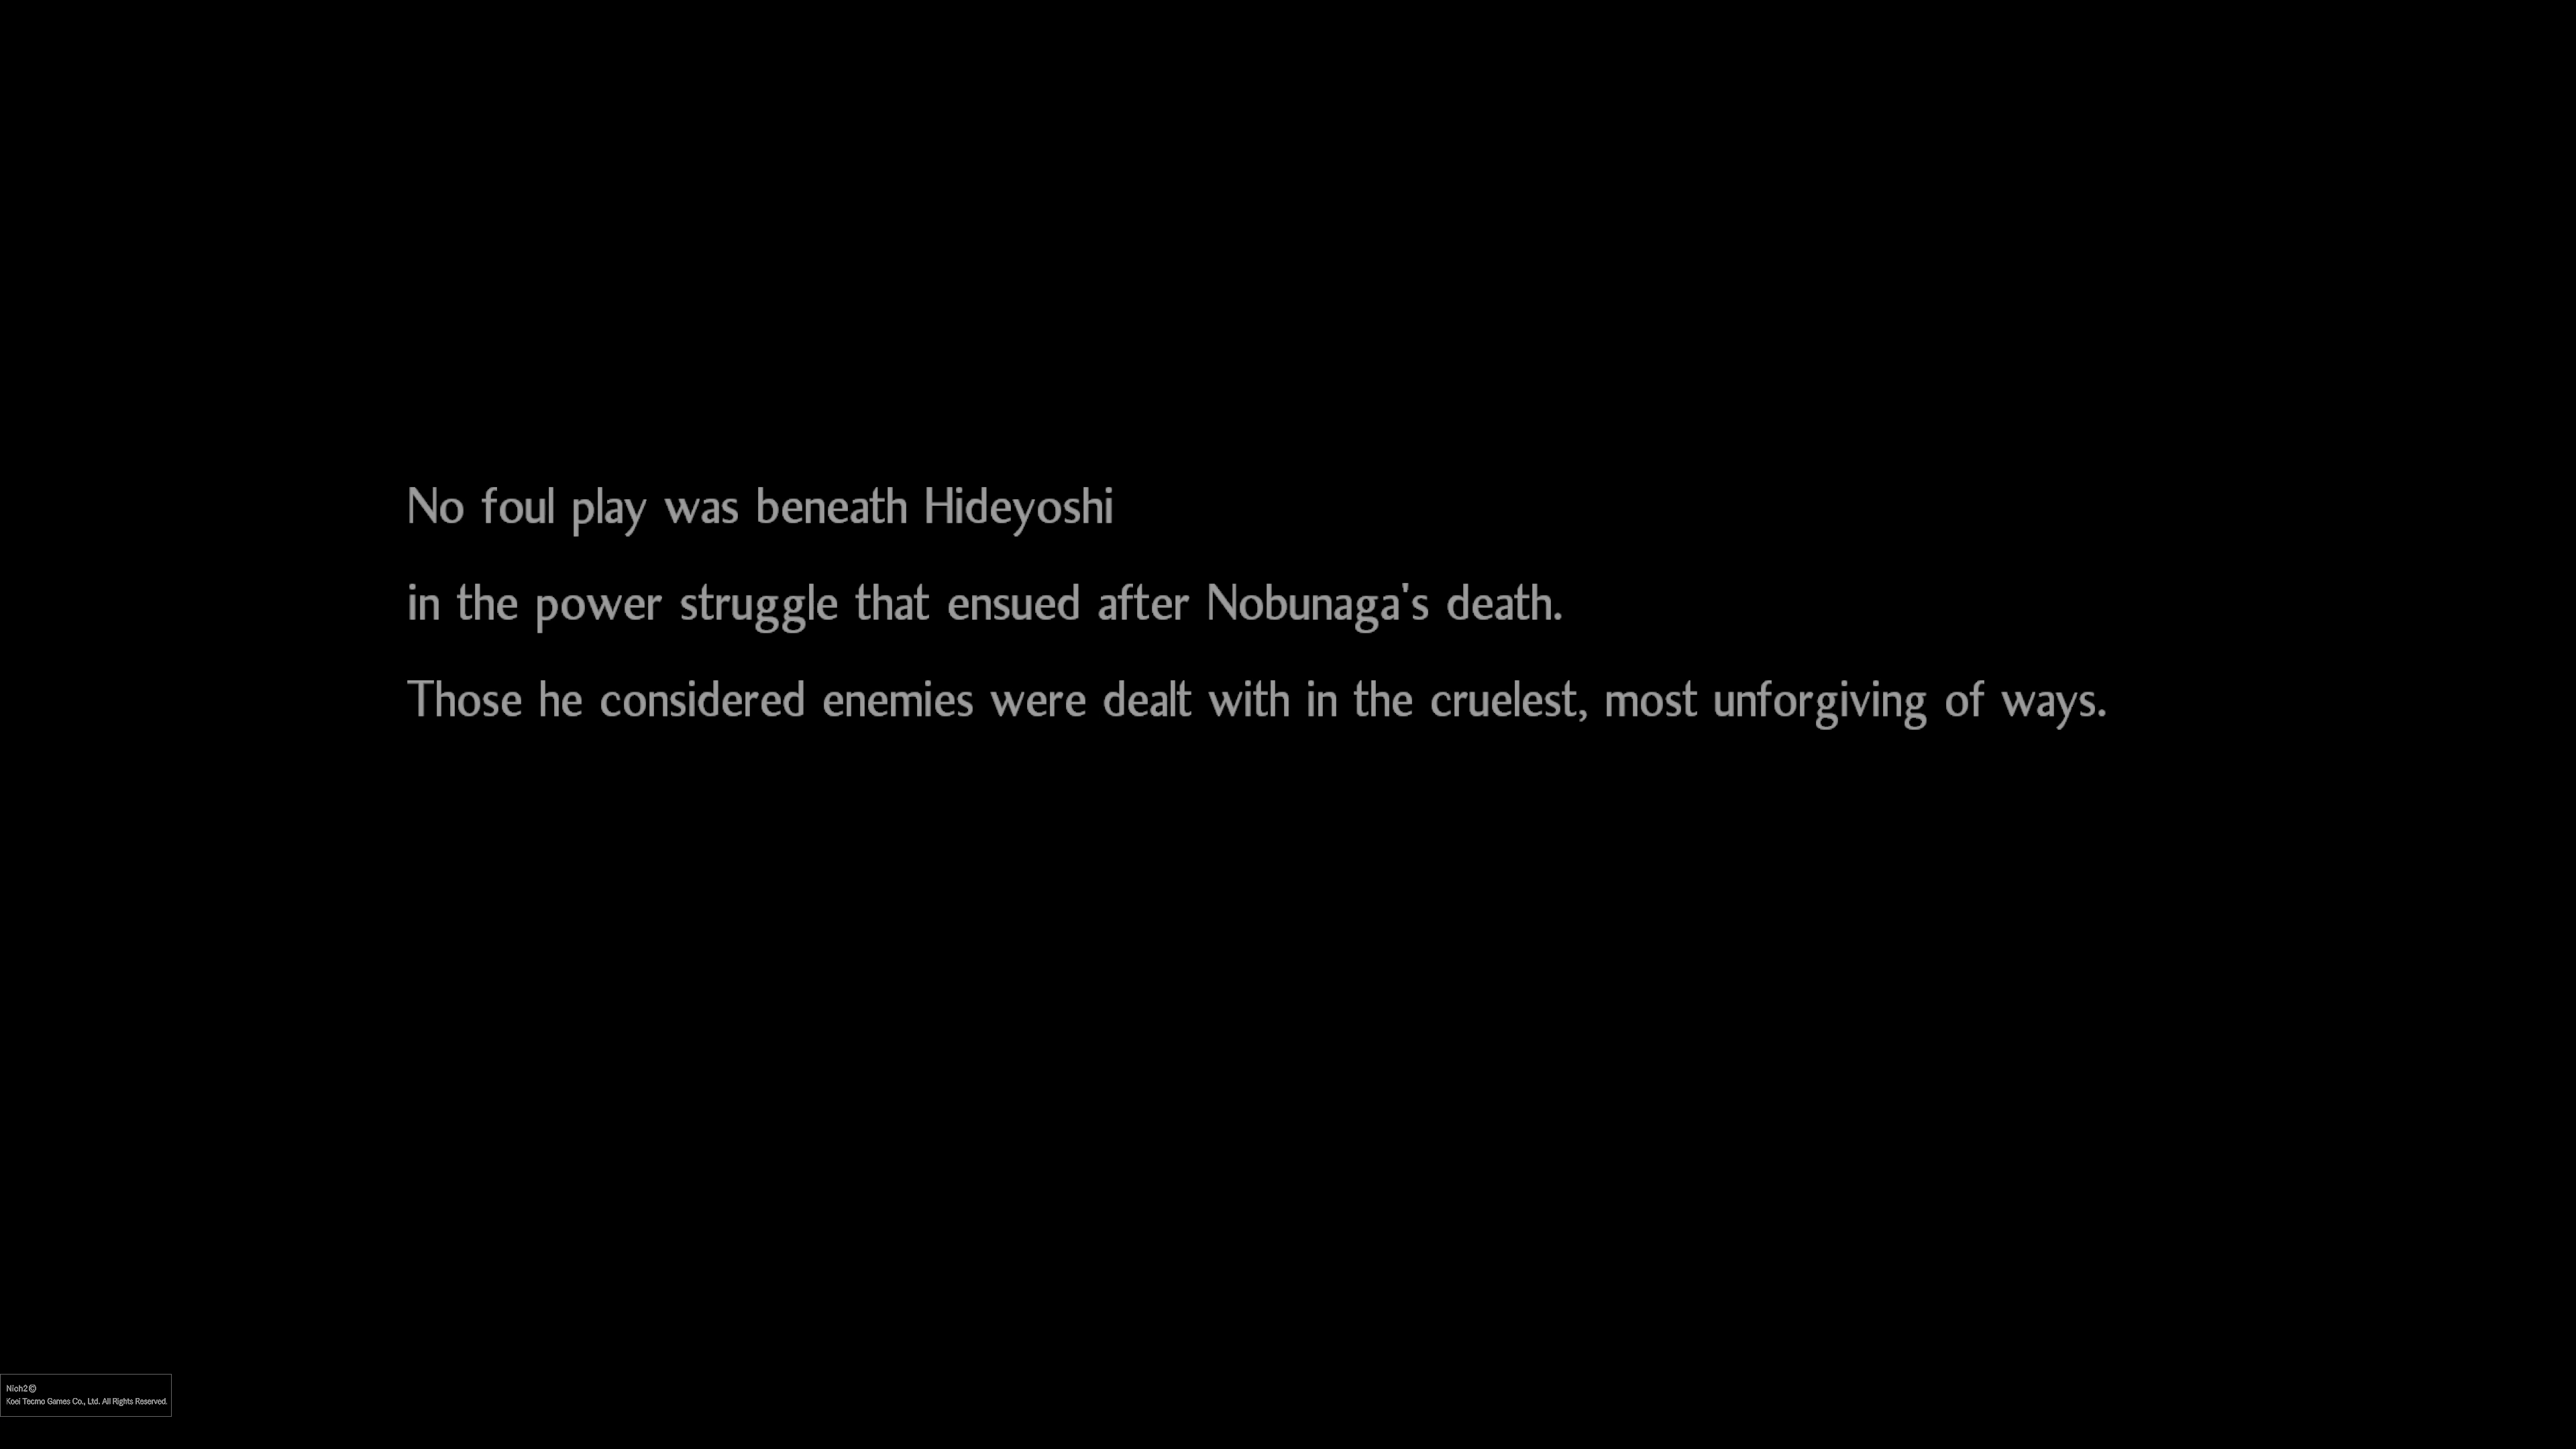 No foul play was beneath Hideyoshi
in the power struggle that ensued after Nobunaga's death.
Those he considered enemies were dealt with in the cruelest, most unforgiving of ways.
Nioh2©
Koei Tecmo Games Co., Ltd. All Rights Reserved.